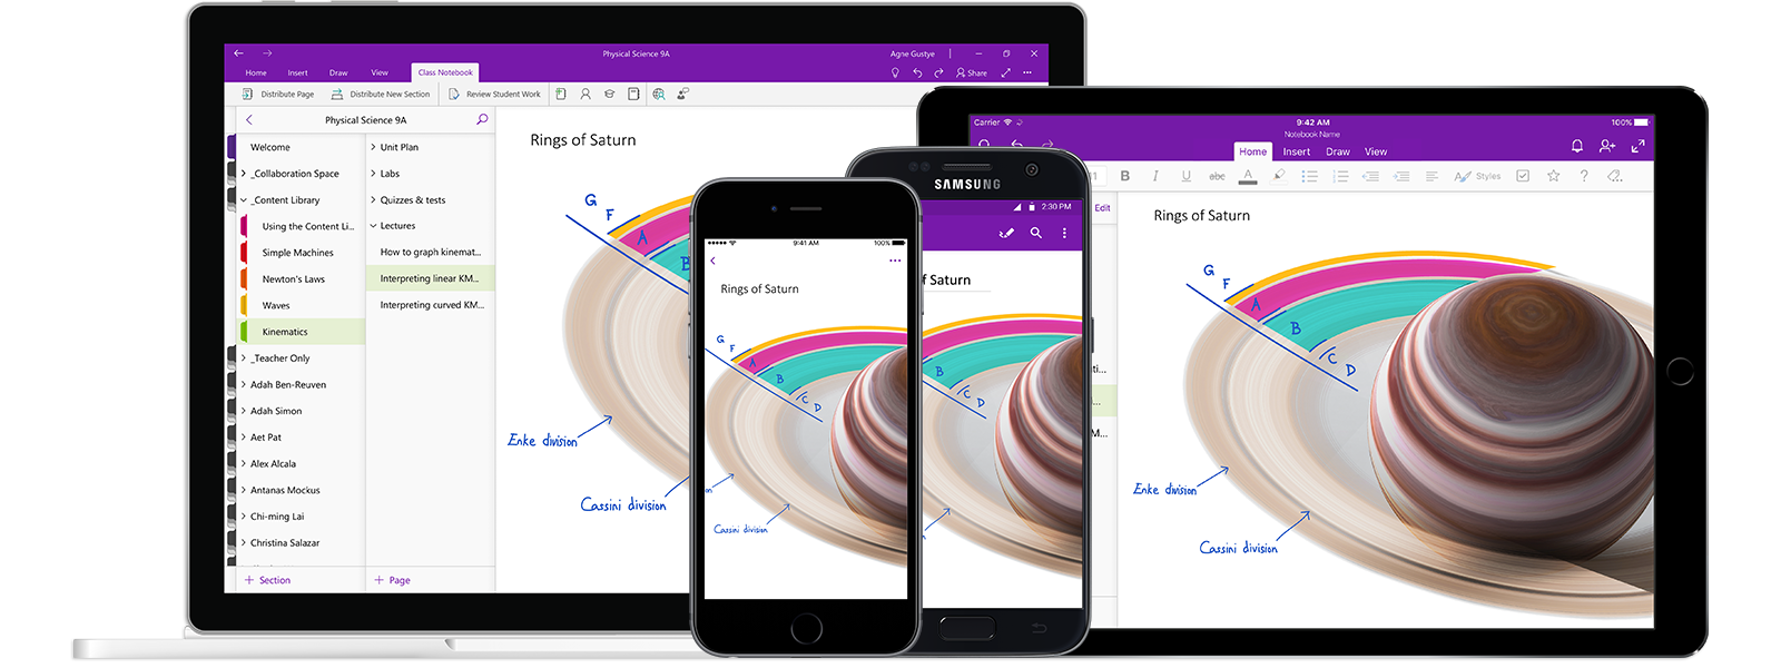 Physical Science 9A
Agne Gustye
Home Insert Draw View Class Notebook
Share
Distribute Page Distribute New Section Review Student Work
Physical Science 9A
Welcome
_Collaboration Space
_Content Library
Using the Content Li...
Simple Machines
Newton's Laws
Waves
Kinematics
_Teacher Only
Adah Ben-Reuven
Adah Simon
Aet Pat
Alex Alcala
Antanas Mockus
Chi-ming Lai
Christina Salazar
+ Section
Unit Plan
Labs
Quizzes & tests
Lectures
How to graph kinemat...
Interpreting linear KM...
Interpreting curved KM...
+ Page
Rings of Saturn
G
F
A
B
Enke division
Cassini division
9:41 AM
100%
Rings of Saturn
G
F
A
B
C
D
Cassini division
SAMSUNG
2:30 PM
f Saturn
B
C
D
Carrier
9:42 AM
100%
Notebook Name
Home Insert Draw View
B I U abc A Styles
Edit
M...
Rings of Saturn
G
F
A
B
C
D
Enke division
Cassini division